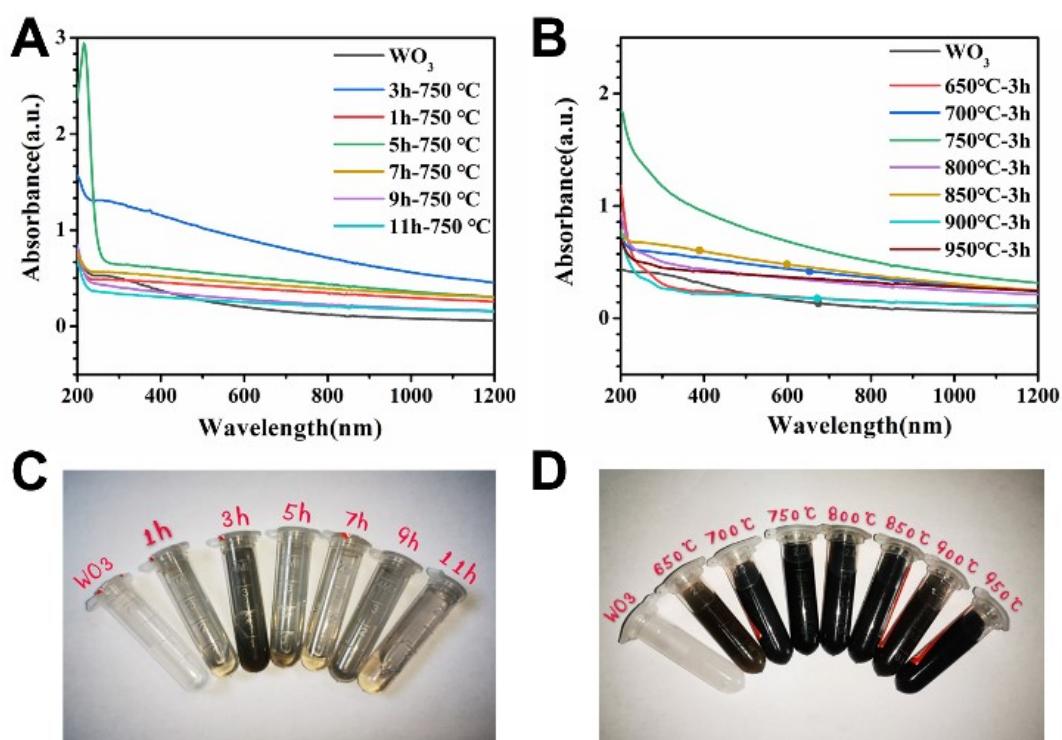 A
3
2
1
0
Absorbance(a.u.)
200 400 600 800 1000 1200
Wavelength(nm)
WO3
3h-750 °C
1h-750 °C
5h-750 °C
7h-750 °C
9h-750 °C
11h-750 °C
B
2
1
0
Absorbance(a.u.)
200 400 600 800 1000 1200
Wavelength(nm)
WO3
650°C-3h
700°C-3h
750°C-3h
800°C-3h
850°C-3h
900°C-3h
950°C-3h
C
WO3 1h 3h 5h 7h 9h 11h
D
WO3 650℃ 700℃ 750℃ 800℃ 850℃ 900℃ 950℃